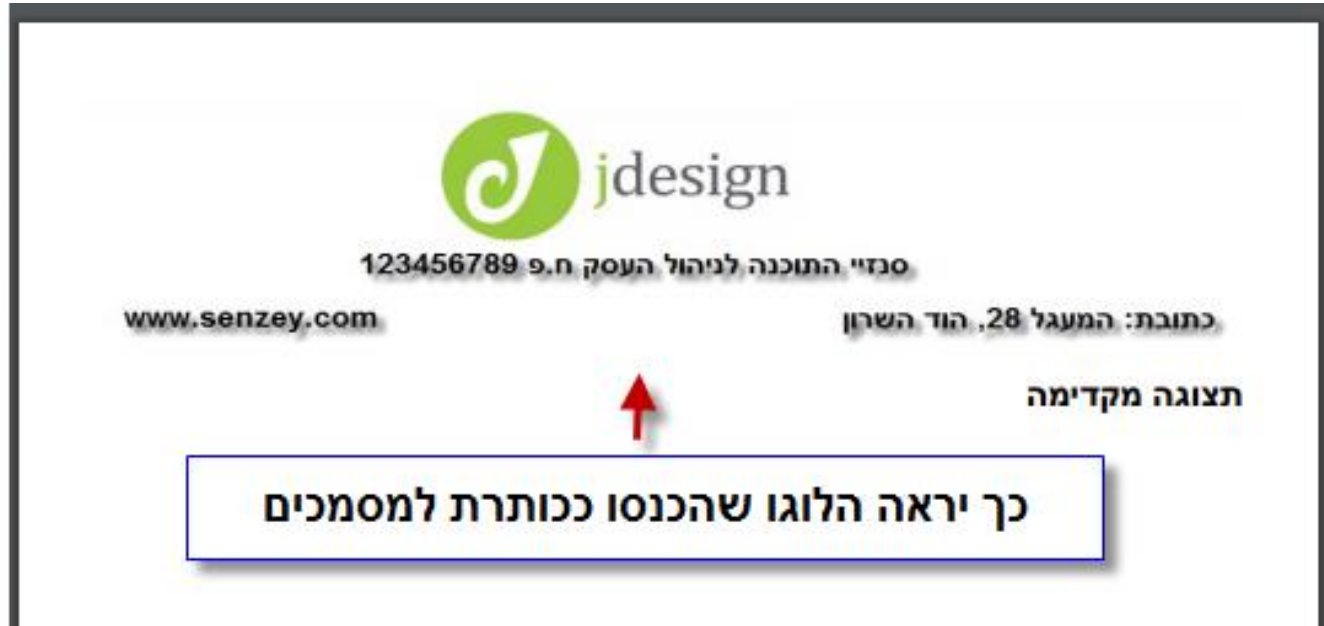 jdesign
סנזיי התוכנה לניהול העסק ח.פ 123456789
כתובת: המעגל 28, הוד השרון www.senzey.com
תצוגה מקדימה
כך יראה הלוגו שהכנסו ככותרת למסמכים